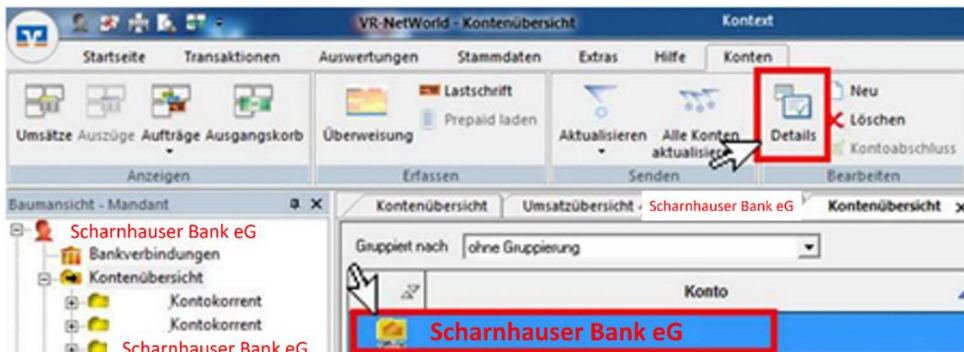 VR-NetWorld - Kontenübersicht Kontext
Startseite Transaktionen Auswertungen Stammdaten Extras Hilfe Konten
Umsätze Auszüge Aufträge Ausgangskorb
Anzeigen
Überweisung Lastschrift
Prepaid laden
Erfassen
Aktualisieren Alle Konten
Senden
Details Neu
Löschen
Kontoabschluss
Bearbeiten
Baumansicht - Mandant
Scharnhauser Bank eG
Bankverbindungen
Kontenübersicht
Kontokorrent
Kontokorrent
Scharnhauser Bank eG
Kontenübersicht Umsatzübersicht - Scharnhauser Bank eG Kontenübersicht x
Gruppiert nach ohne Gruppierung
Konto
Scharnhauser Bank eG